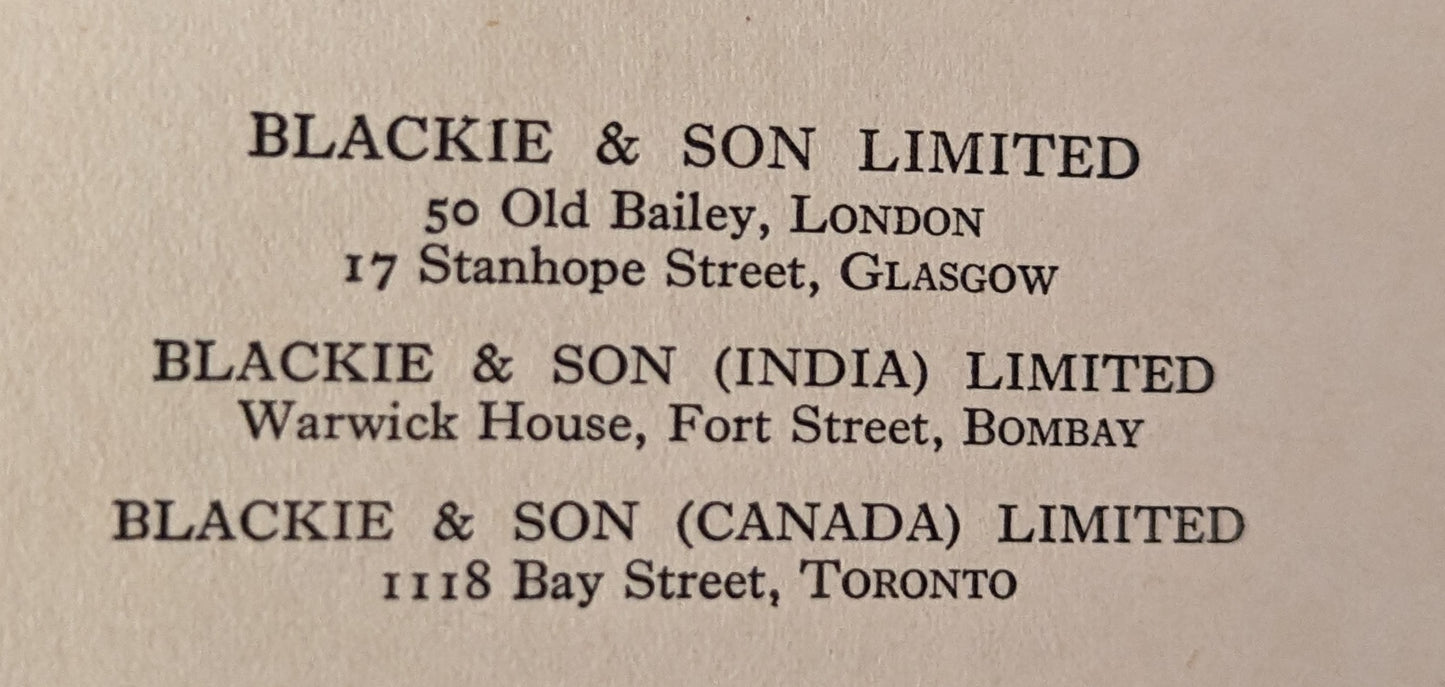 BLACKIE & SON LIMITED
50 Old Bailey, LONDON
17 Stanhope Street, GLASGOW
BLACKIE & SON (INDIA) LIMITED
Warwick House, Fort Street, BOMBAY
BLACKIE & SON (CANADA) LIMITED
1118 Bay Street, TORONTO